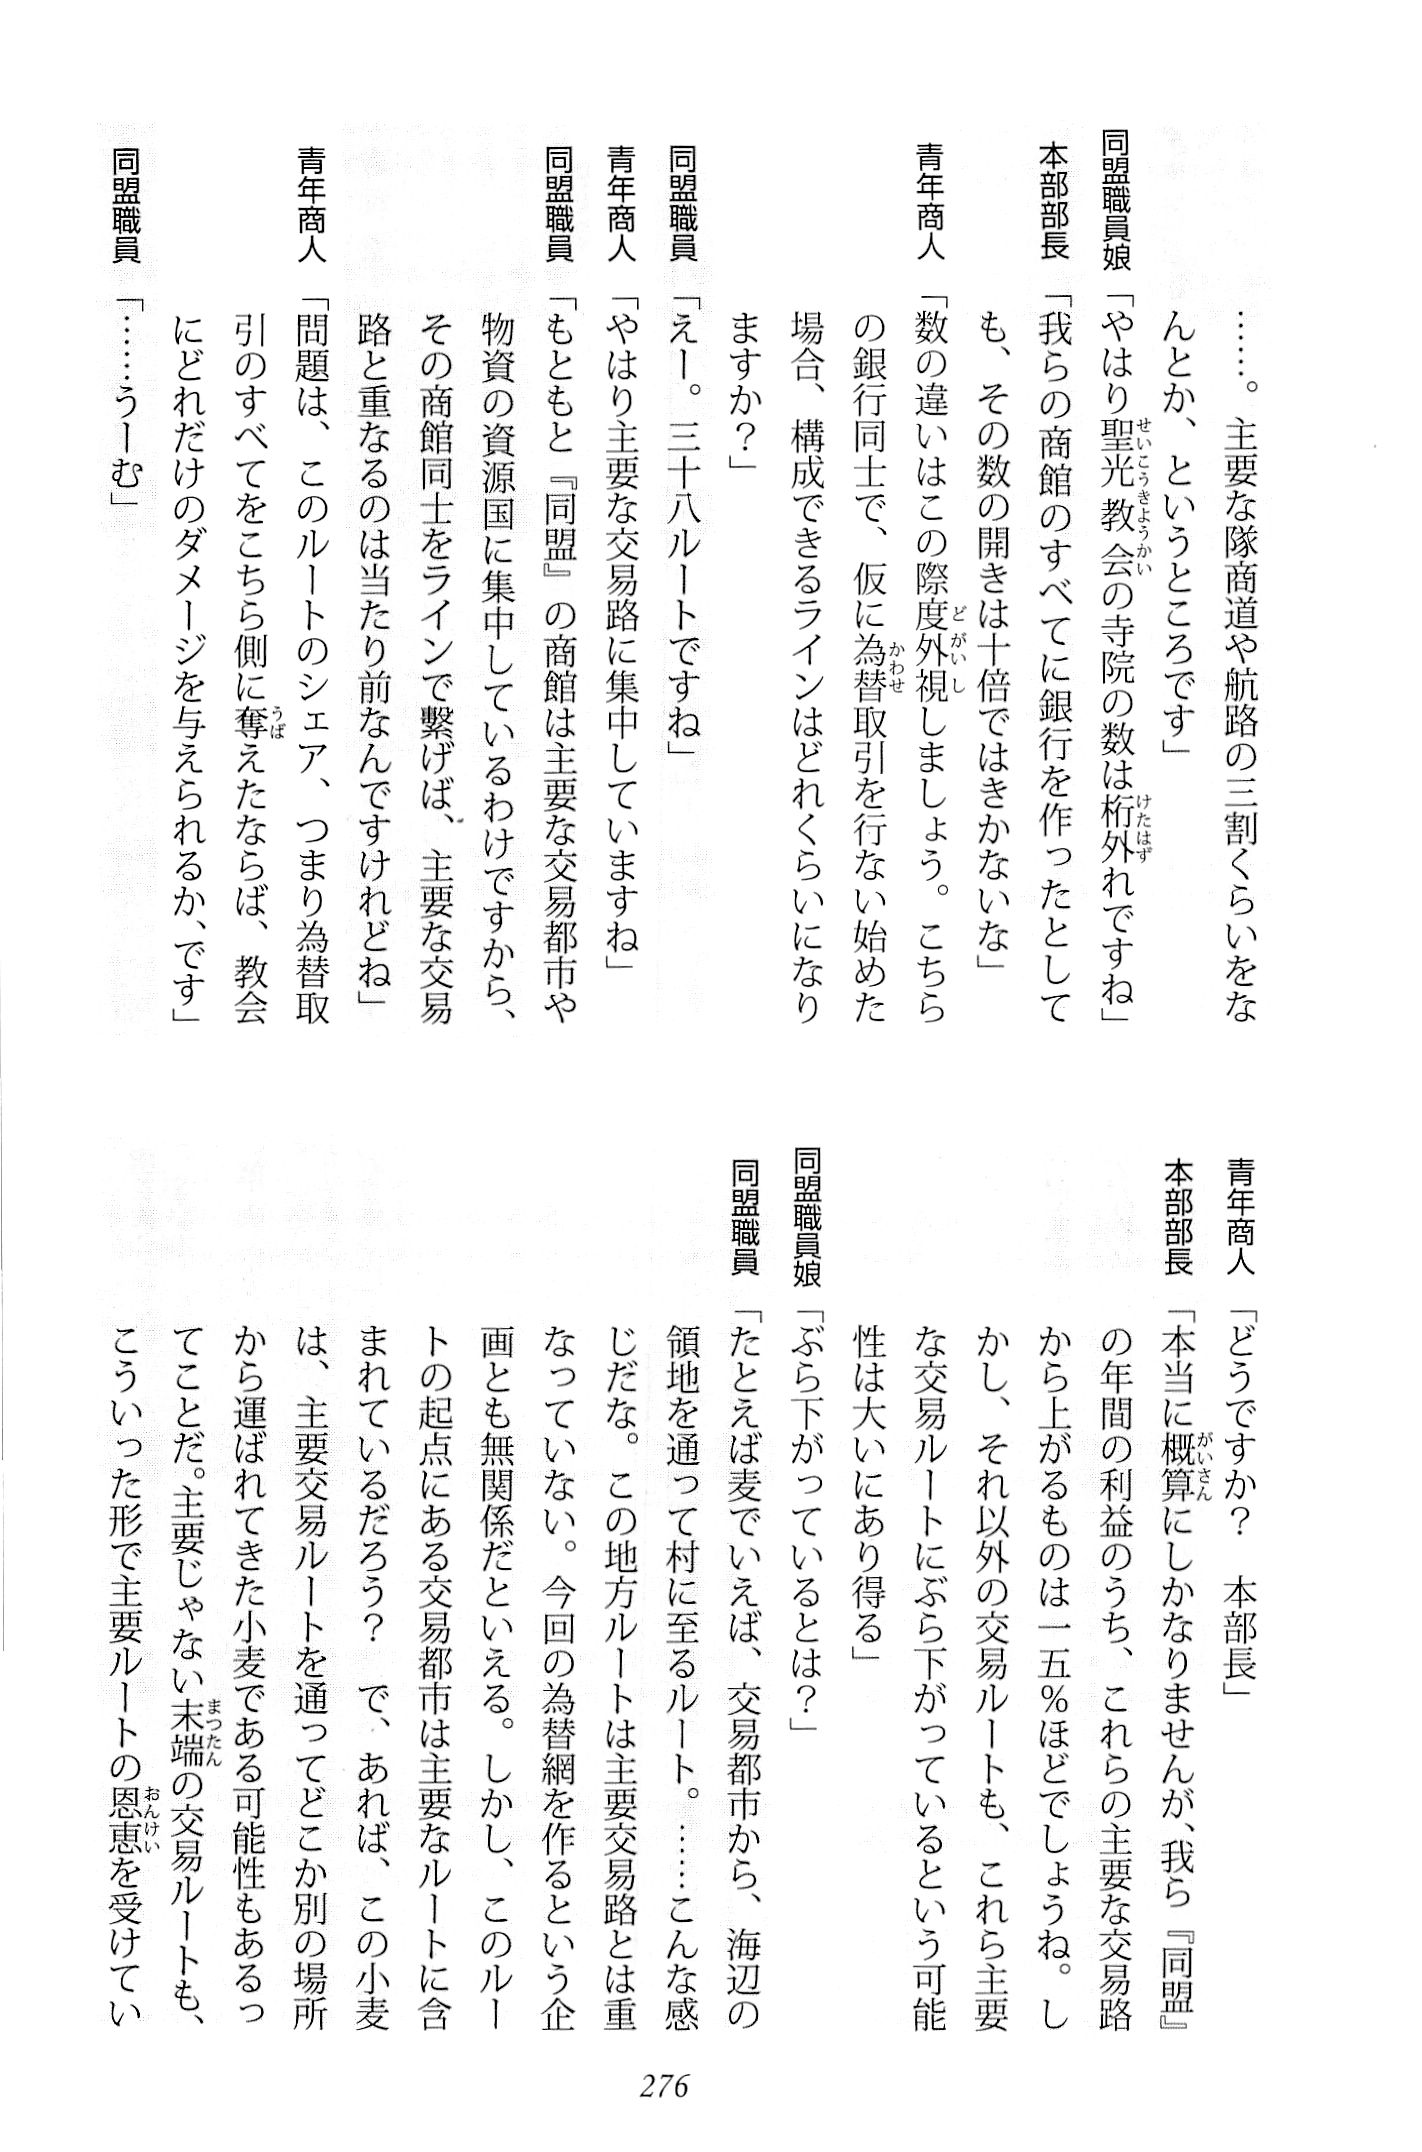 ……。主要な隊商道や航路の三割くらいをな
んとか、というところです」
同盟職員娘「やはり聖光教会の寺院の数は桁外れですね」
本部部長「我らの商館のすべてに銀行を作ったとして
も、その数の開きは十倍ではきかないな」
青年商人「数の違いはこの際度外視しましょう。こちら
の銀行同士で、仮に為替取引を行ない始めた
場合、構成できるラインはどれくらいになり
ますか？」
同盟職員「えー。三十八ルートですね」
青年商人「やはり主要な交易路に集中していますね」
同盟職員「もともと『同盟』の商館は主要な交易都市や
物資の資源国に集中しているわけですから、
その商館同士をラインで繋げば、主要な交易
路と重なるのは当たり前なんですけれどね」
青年商人「問題は、このルートのシェア、つまり為替取
引のすべてをこちら側に奪えたならば、教会
にどれだけのダメージを与えられるか、です」
同盟職員「……うーむ」
青年商人「どうですか？　本部長」
本部部長「本当に概算にしかなりませんが、我ら『同盟』
の年間の利益のうち、これらの主要な交易路
から上がるものは一五％ほどでしょうね。し
かし、それ以外の交易ルートも、これら主要
な交易ルートにぶら下がっているという可能
性は大いにあり得る」
同盟職員娘「ぶら下がっているとは？」
同盟職員「たとえば麦でいえば、交易都市から、海辺の
領地を通って村に至るルート。……こんな感
じだな。この地方ルートは主要交易路とは重
なっていない。今回の為替網を作るという企
画とも無関係だといえる。しかし、このルー
トの起点にある交易都市は主要なルートに含
まれているだろう？　で、あれば、この小麦
は、主要交易ルートを通ってどこか別の場所
から運ばれてきた小麦である可能性もあるっ
てことだ。主要じゃない末端の交易ルートも、
こういった形で主要ルートの恩恵を受けてい
276